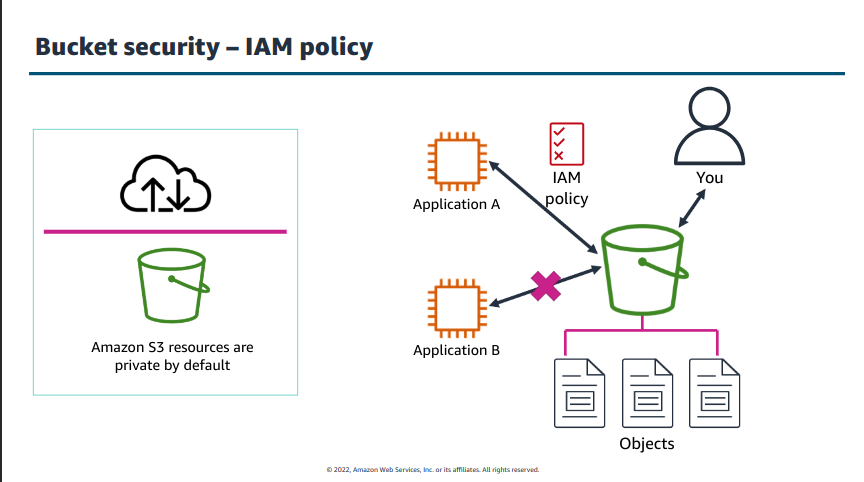 Bucket security – IAM policy
Amazon S3 resources are
private by default
Application A
IAM
policy
You
Application B
Objects
© 2022, Amazon Web Services, Inc. or its affiliates. All rights reserved.